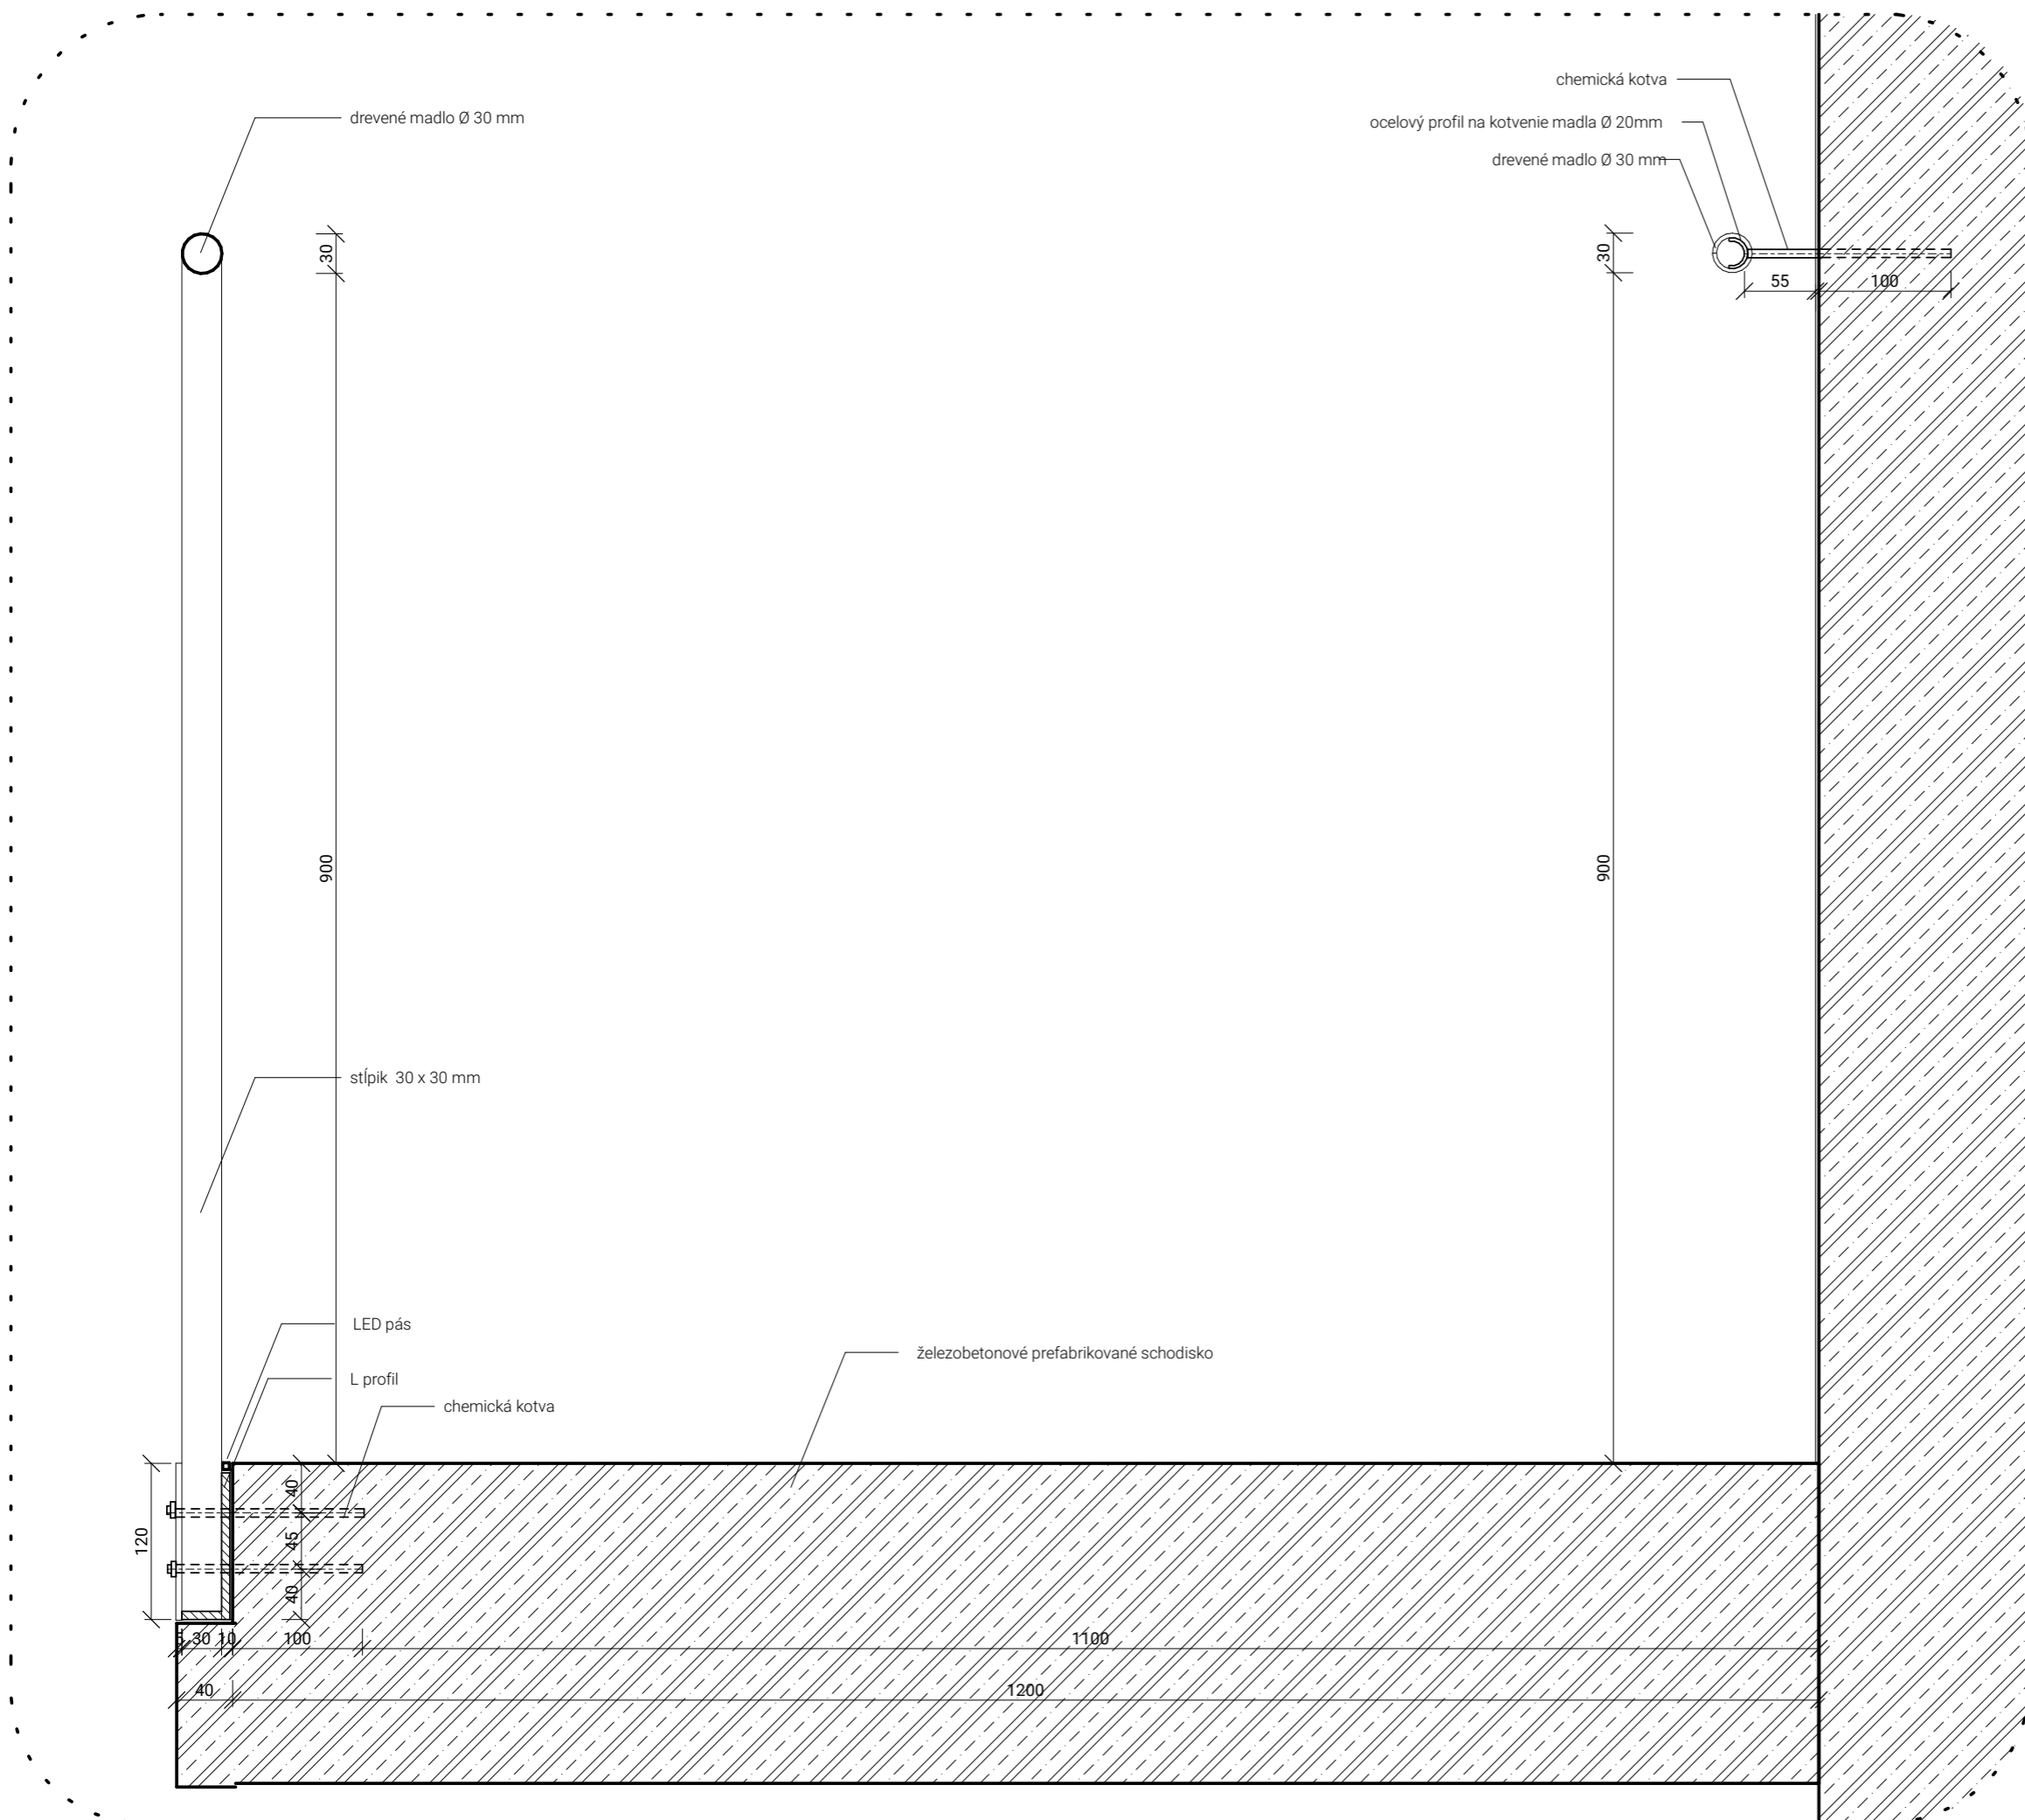 chemická kotva
drevené madlo Ø 30 mm
ocelový profil na kotvenie madla Ø 20mm
drevené madlo Ø 30 mm
30
30
55
100
900
900
stĺpik 30 x 30 mm
LED pás
železobetonové prefabrikované schodisko
L profil
chemická kotva
40
120
45
40
30
10
100
1100
40
1200